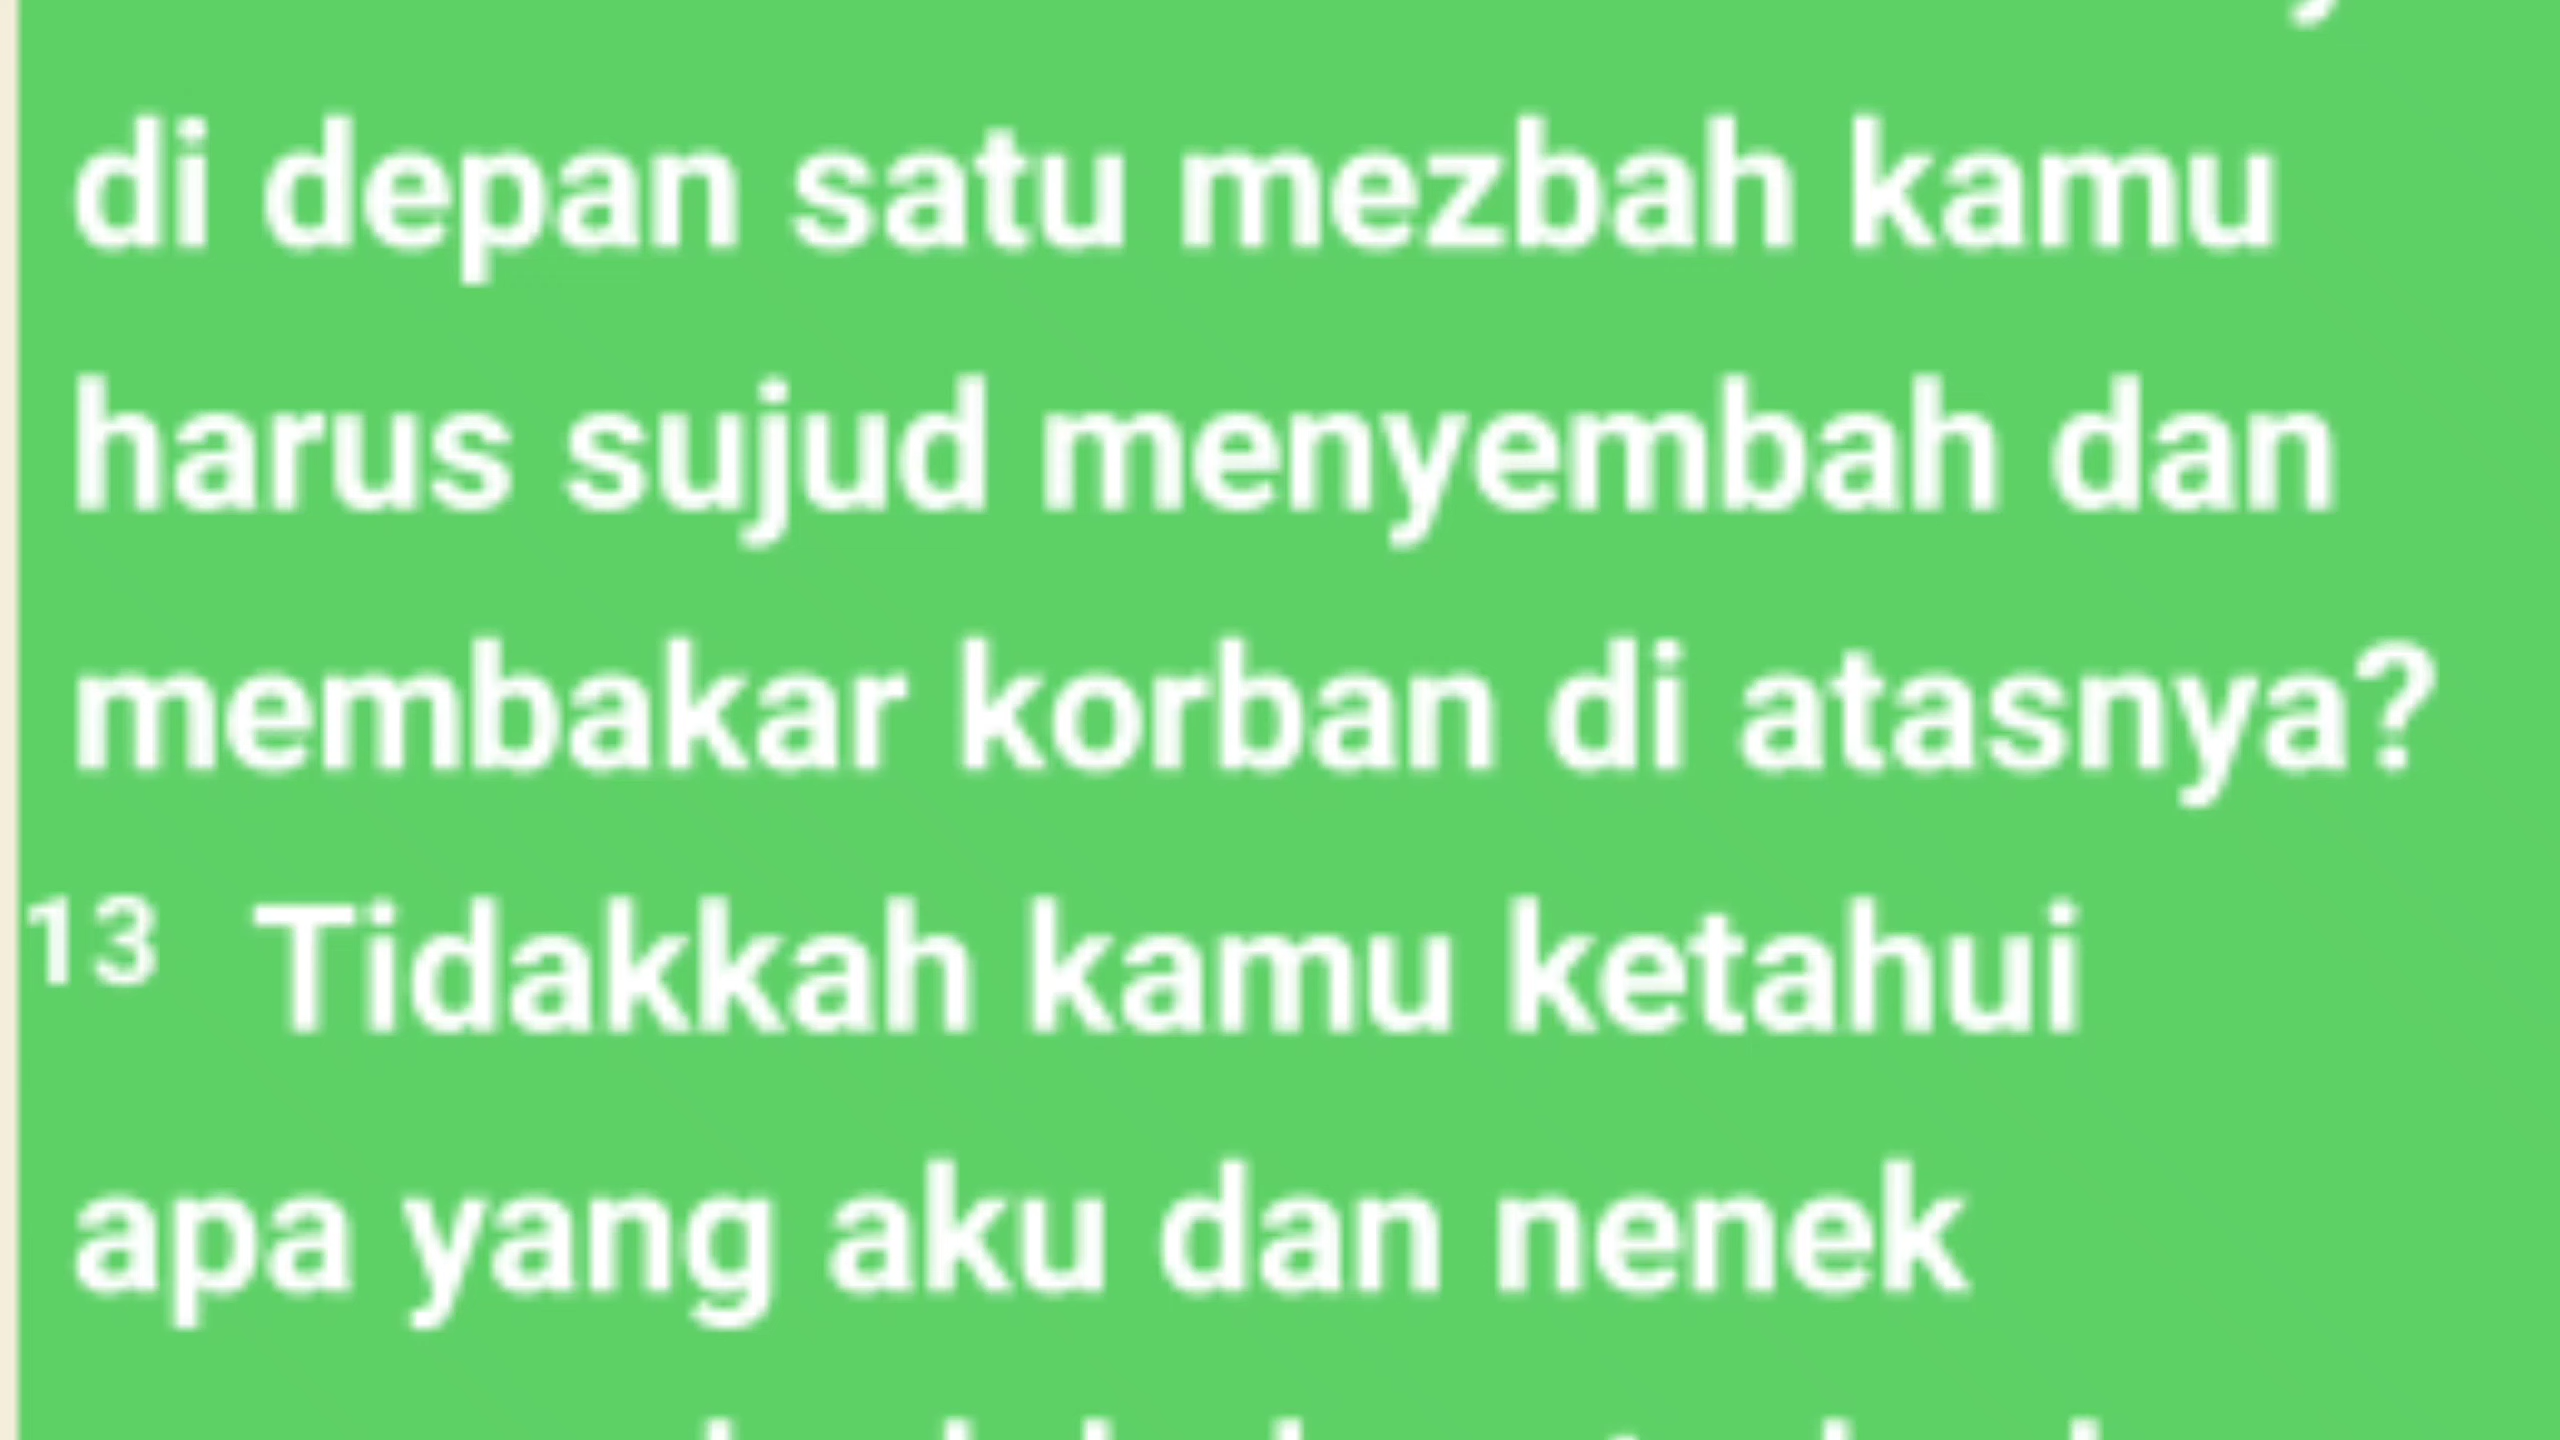 di depan satu mezbah kamu
harus sujud menyembah dan
membakar korban di atasnya?
13 Tidakkah kamu ketahui
apa yang aku dan nenek